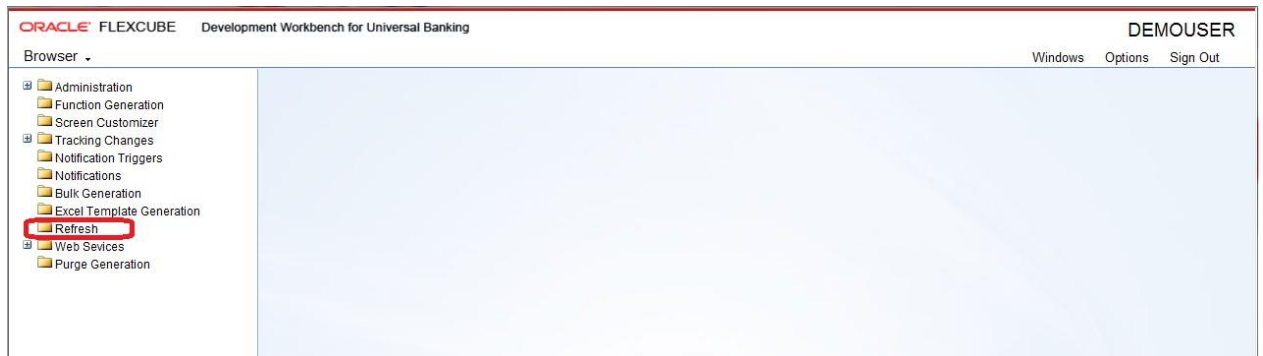 ORACLE FLEXCUBE Development Workbench for Universal Banking
DEMOUSER
Browser
Windows Options Sign Out
Administration
Function Generation
Screen Customizer
Tracking Changes
Notification Triggers
Notifications
Bulk Generation
Excel Template Generation
Refresh
Web Sevices
Purge Generation